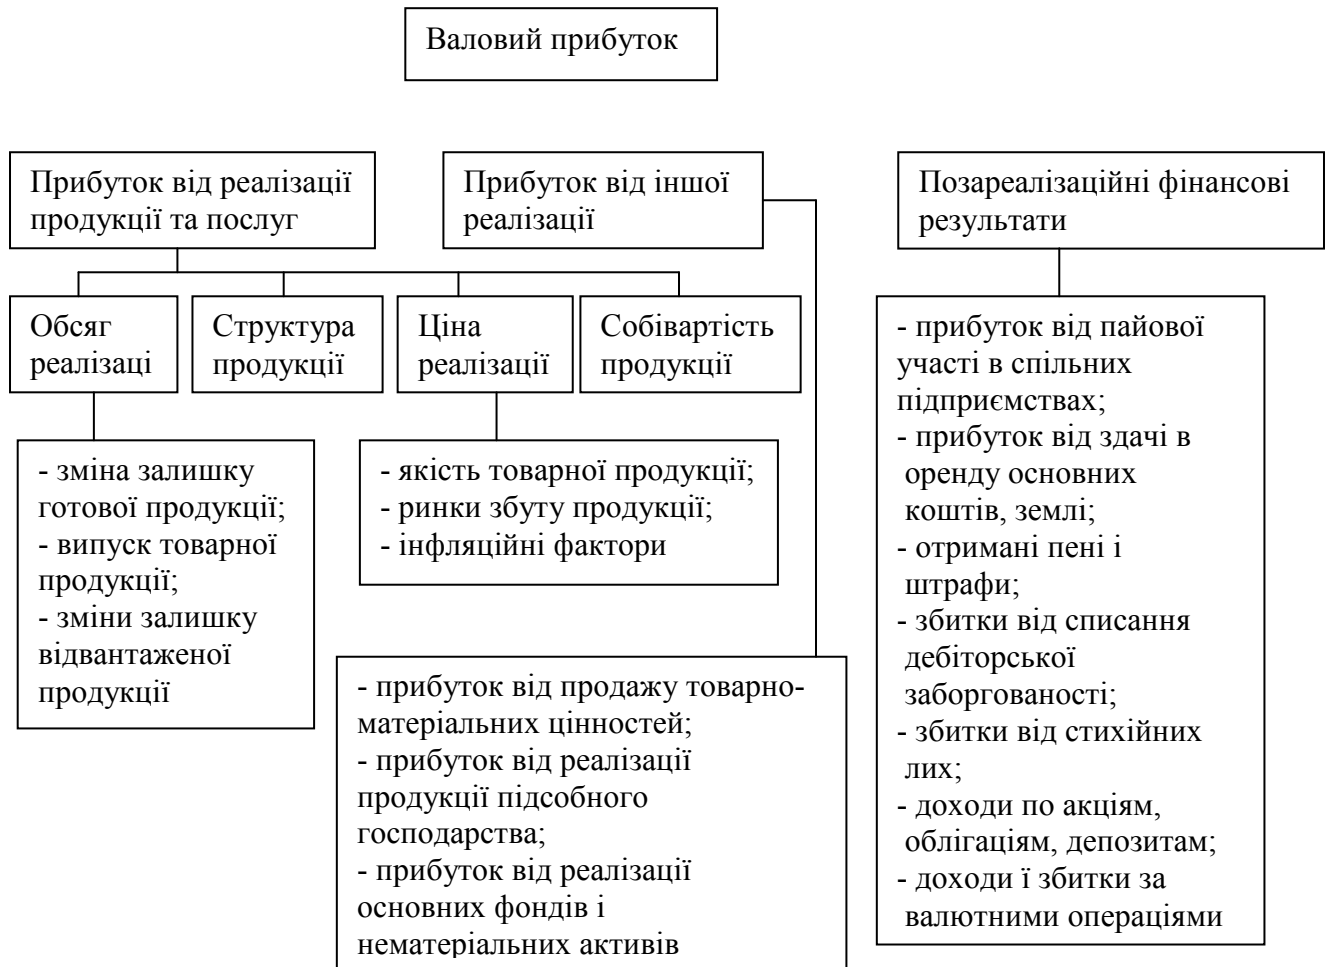 Валовий прибуток
Прибуток від реалізації
продукції та послуг
Прибуток від іншої
реалізації
Позареалізаційні фінансові
результати
Обсяг
реалізаці
Структура
продукції
Ціна
реалізації
Собівартість
продукції
- зміна залишку
готової продукції;
- випуск товарної
продукції;
- зміни залишку
відвантаженої
продукції
- якість товарної продукції;
- ринки збуту продукції;
- інфляційні фактори
- прибуток від продажу товарно-
матеріальних цінностей;
- прибуток від реалізації
продукції підсобного
господарства;
- прибуток від реалізації
основних фондів і
нематеріальних активів
- прибуток від пайової
участі в спільних
підприємствах;
- прибуток від здачі в
оренду основних
коштів, землі;
- отримані пені і
штрафи;
- збитки від списання
дебіторської
заборгованості;
- збитки від стихійних
лих;
- доходи по акціям,
облігаціям, депозитам;
- доходи ї збитки за
валютними операціями